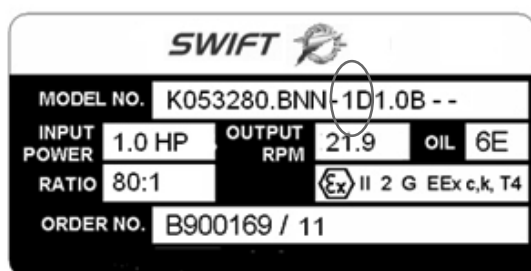 SWIFT
MODEL NO. K053280.BNN-1D1.0B - -
INPUT POWER 1.0 HP OUTPUT RPM 21.9 OIL 6E
RATIO 80:1 Ex II 2 G EEx c,k, T4
ORDER NO. B900169 / 11